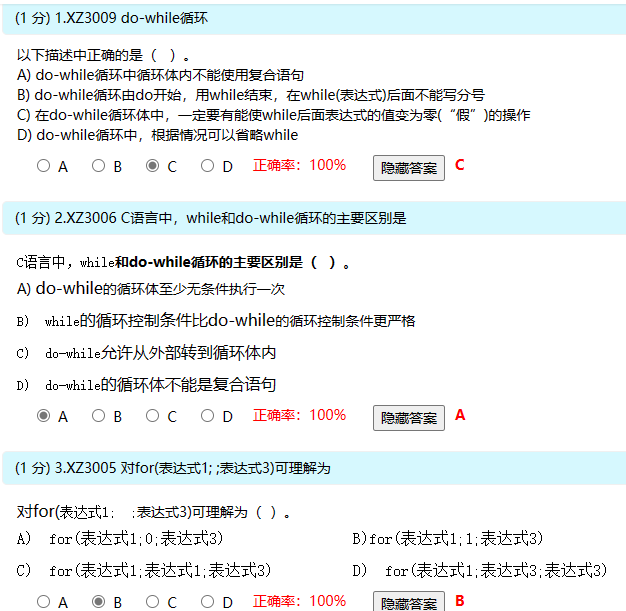 (1 分) 1.XZ3009 do-while循环
以下描述中正确的是（  ）。
A) do-while循环中循环体内不能使用复合语句
B) do-while循环由do开始，用while结束，在while(表达式)后面不能写分号
C) 在do-while循环体中，一定要有能使while后面表达式的值变为零(“假”)的操作
D) do-while循环中，根据情况可以省略while
A B C D 正确率：100% 隐藏答案 C
(1 分) 2.XZ3006 C语言中，while和do-while循环的主要区别是
C语言中，while和do-while循环的主要区别是（  ）。
A) do-while的循环体至少无条件执行一次
B) while的循环控制条件比do-while的循环控制条件更严格
C) do-while允许从外部转到循环体内
D) do-while的循环体不能是复合语句
A B C D 正确率：100% 隐藏答案 A
(1 分) 3.XZ3005 对for(表达式1; ;表达式3)可理解为
对for(表达式1; ;表达式3)可理解为（ ）。
A) for(表达式1;0;表达式3) B)for(表达式1;1;表达式3)
C) for(表达式1;表达式1;表达式3) D) for(表达式1;表达式3;表达式3)
A B C D 正确率：100% 隐藏答案 B